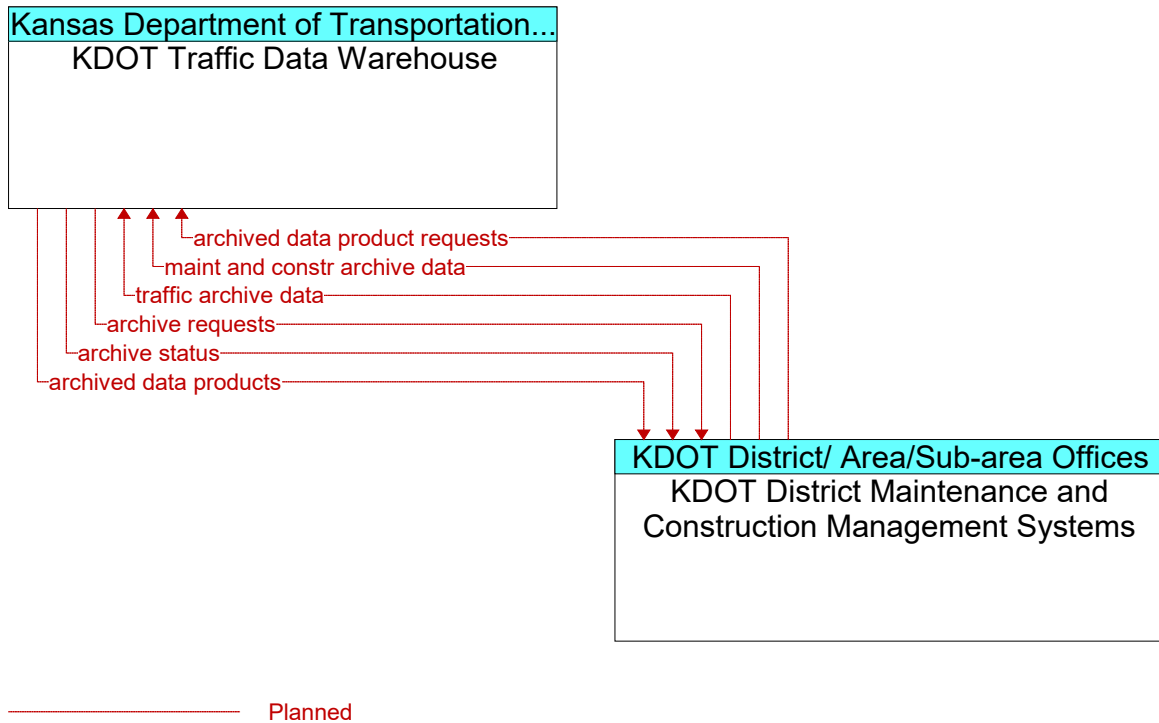 Kansas Department of Transportation...
KDOT Traffic Data Warehouse
archived data product requests
maint and constr archive data
traffic archive data
archive requests
archive status
archived data products
KDOT District/ Area/Sub-area Offices
KDOT District Maintenance and
Construction Management Systems
Planned